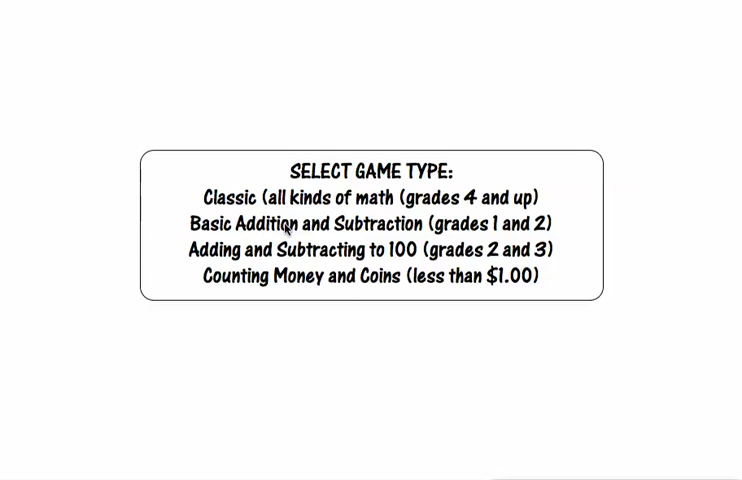 SELECT GAME TYPE:
Classic (all kinds of math (grades 4 and up)
Basic Addition and Subtraction (grades 1 and 2)
Adding and Subtracting to 100 (grades 2 and 3)
Counting Money and Coins (less than $1.00)